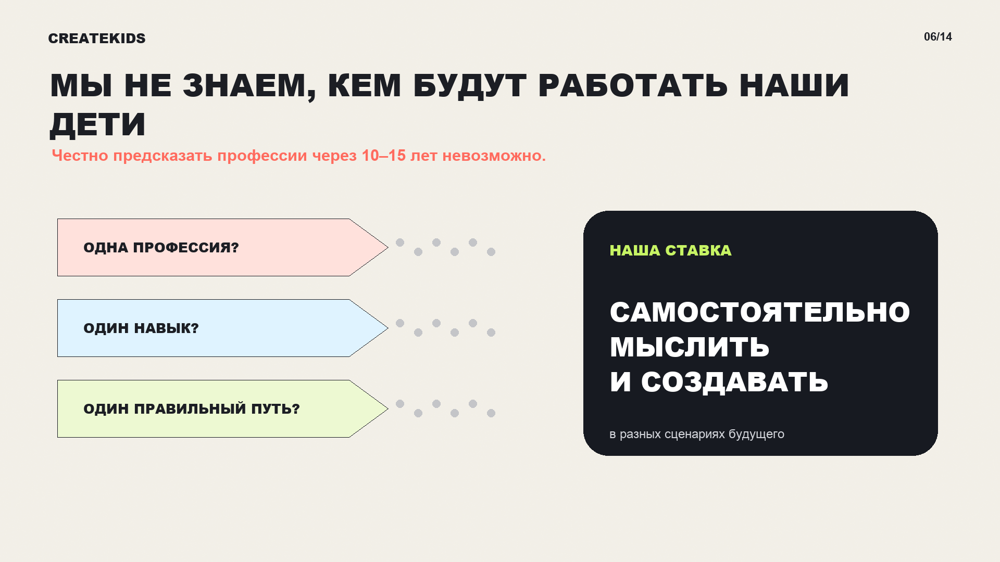 CREATEKIDS
06/14
МЫ НЕ ЗНАЕМ, КЕМ БУДУТ РАБОТАТЬ НАШИ
ДЕТИ
Честно предсказать профессии через 10–15 лет невозможно.
ОДНА ПРОФЕССИЯ?
ОДИН НАВЫК?
ОДИН ПРАВИЛЬНЫЙ ПУТЬ?
НАША СТАВКА
САМОСТОЯТЕЛЬНО
МЫСЛИТЬ
И СОЗДАВАТЬ
в разных сценариях будущего